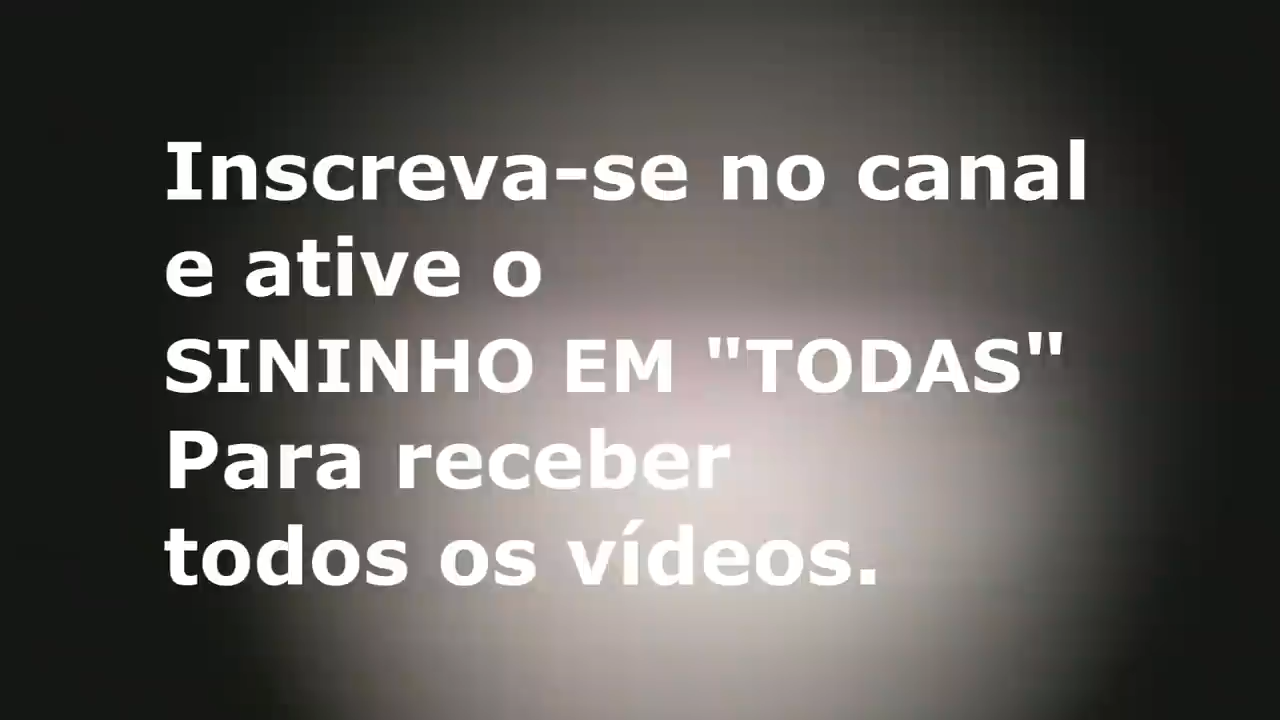 Inscreva-se no canal
e ative o
SININHO EM "TODAS"
Para receber
todos os vídeos.